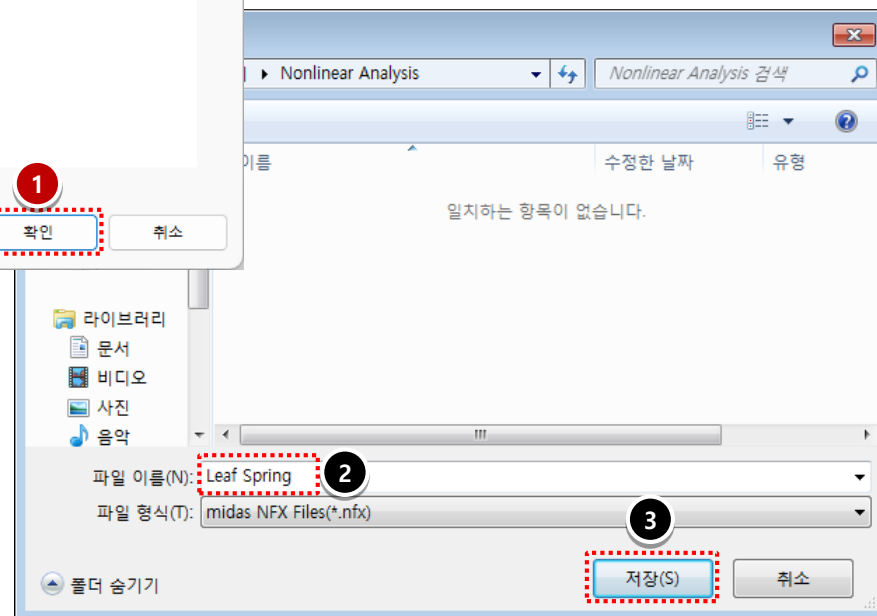 Nonlinear Analysis
Nonlinear Analysis 검색
이름
수정한 날짜
유형
일치하는 항목이 없습니다.
1
확인
취소
라이브러리
문서
비디오
사진
음악
파일 이름(N):
Leaf Spring
2
파일 형식(T):
midas NFX Files(*.nfx)
3
폴더 숨기기
저장(S)
취소